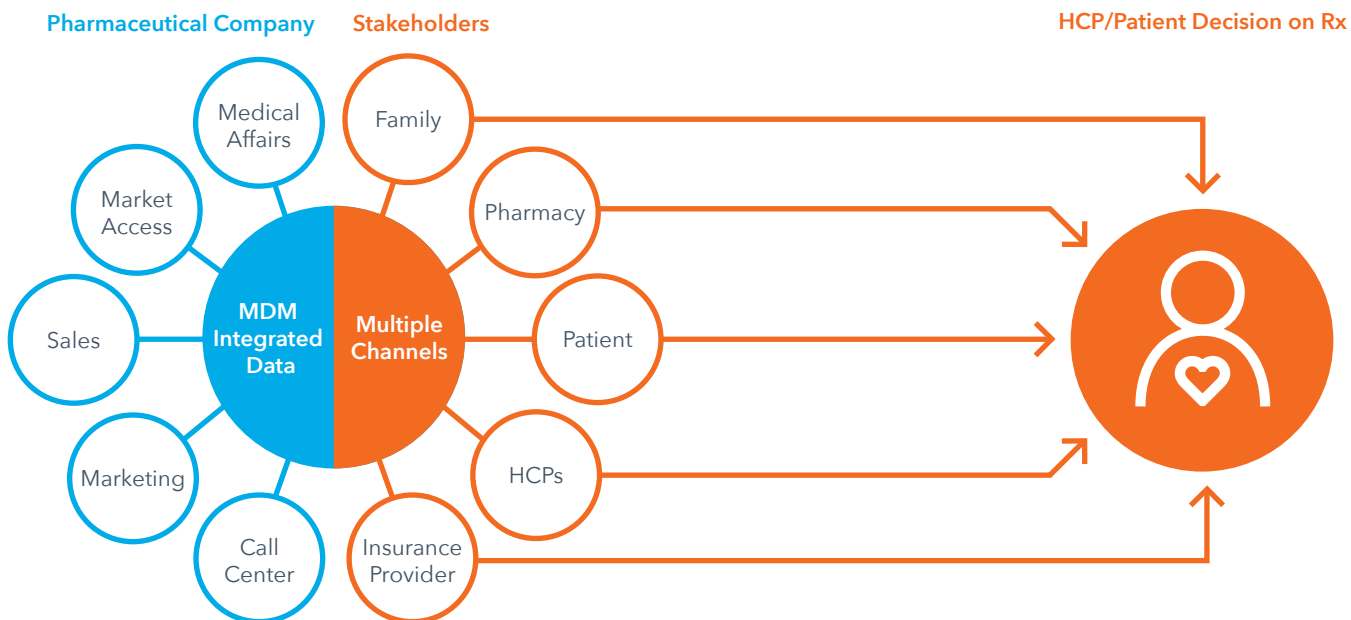 Pharmaceutical Company
Stakeholders
HCP/Patient Decision on Rx
Medical
Affairs
Family
Market
Access
Pharmacy
Sales
MDM
Integrated
Data
Multiple
Channels
Patient
Marketing
HCPs
Call
Center
Insurance
Provider